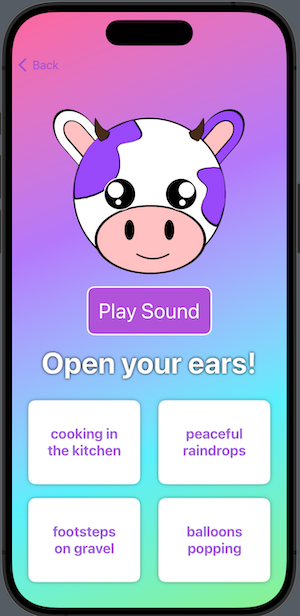 Back
Play Sound
Open your ears!
cooking in
the kitchen
peaceful
raindrops
footsteps
on gravel
balloons
popping